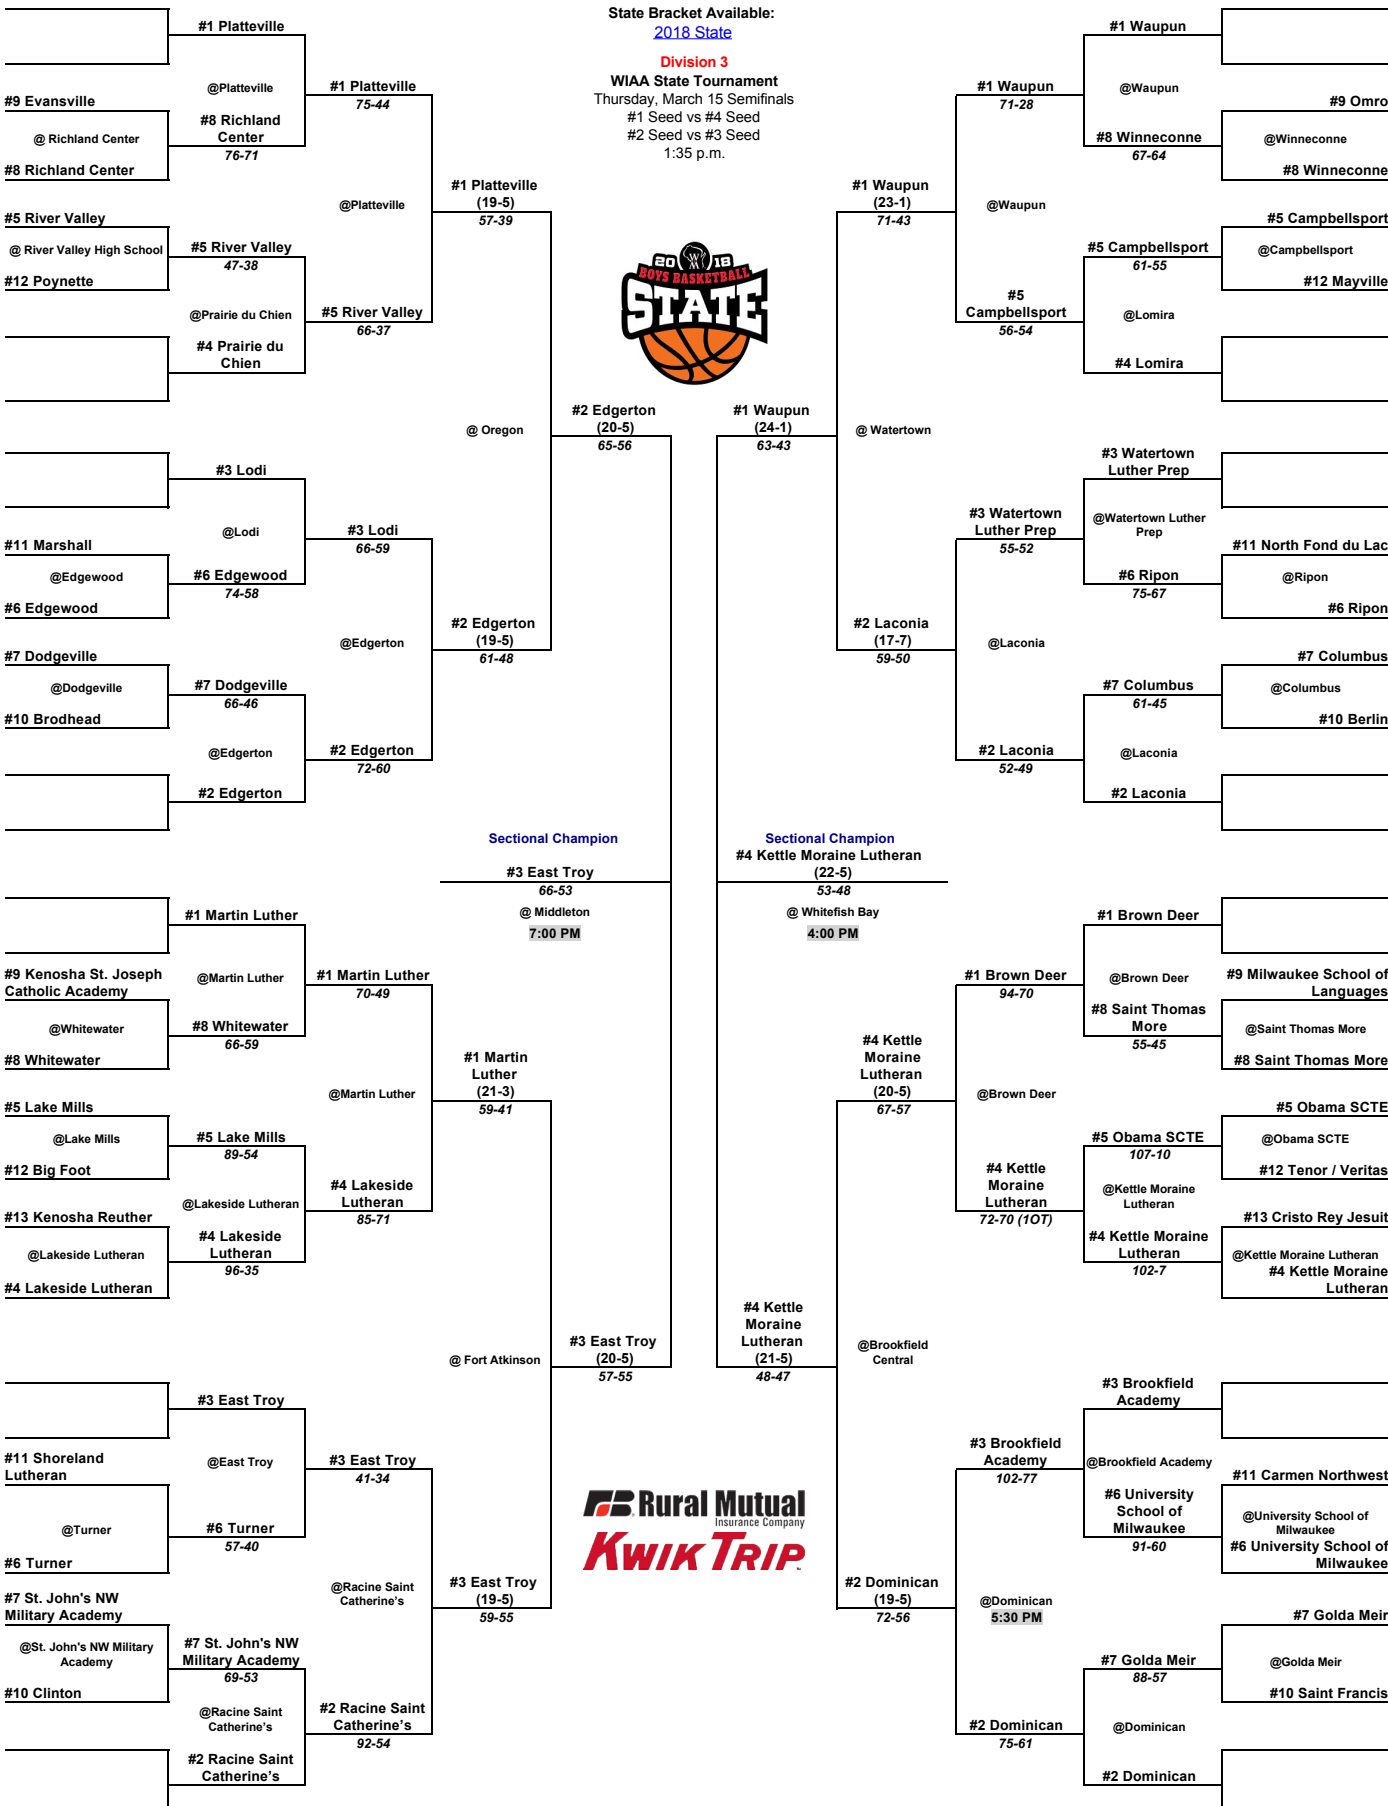 State Bracket Available:
2018 State
Division 3
WIAA State Tournament
Thursday, March 15 Semifinals
#1 Seed vs #4 Seed
#2 Seed vs #3 Seed
1:35 p.m.
#1 Platteville
@Platteville
#9 Evansville
@ Richland Center
#8 Richland Center
#8 Richland
Center
76-71
#1 Platteville
75-44
@Platteville
#5 River Valley
@ River Valley High School
#12 Poynette
#5 River Valley
47-38
@Prairie du Chien
#4 Prairie du
Chien
#5 River Valley
66-37
#1 Platteville
(19-5)
57-39
@ Oregon
#3 Lodi
@Lodi
#11 Marshall
@Edgewood
#6 Edgewood
#6 Edgewood
74-58
#3 Lodi
66-59
@Edgerton
#7 Dodgeville
@Dodgeville
#10 Brodhead
#7 Dodgeville
66-46
@Edgerton
#2 Edgerton
#2 Edgerton
72-60
#2 Edgerton
(19-5)
61-48
#2 Edgerton
(20-5)
65-56
2018
BOYS BASKETBALL
STATE
#1 Waupun
@Waupun
#9 Omro
@Winneconne
#8 Winneconne
#8 Winneconne
67-64
#1 Waupun
71-28
@Waupun
#5 Campbellsport
@Campbellsport
#12 Mayville
#5 Campbellsport
61-55
@Lomira
#4 Lomira
#5
Campbellsport
56-54
#1 Waupun
(23-1)
71-43
@ Watertown
#3 Watertown
Luther Prep
@Watertown Luther
Prep
#11 North Fond du Lac
@Ripon
#6 Ripon
#6 Ripon
75-67
#3 Watertown
Luther Prep
55-52
@Laconia
#7 Columbus
@Columbus
#10 Berlin
#7 Columbus
61-45
@Laconia
#2 Laconia
#2 Laconia
52-49
#2 Laconia
(17-7)
59-50
#1 Waupun
(24-1)
63-43
Sectional Champion
#3 East Troy
66-53
@ Middleton
7:00 PM
Sectional Champion
#4 Kettle Moraine Lutheran
(22-5)
53-48
@ Whitefish Bay
4:00 PM
#1 Martin Luther
@Martin Luther
#9 Kenosha St. Joseph
Catholic Academy
@Whitewater
#8 Whitewater
#8 Whitewater
66-59
#1 Martin Luther
70-49
@Martin Luther
#5 Lake Mills
@Lake Mills
#12 Big Foot
#5 Lake Mills
89-54
@Lakeside Lutheran
#13 Kenosha Reuther
@Lakeside Lutheran
#4 Lakeside Lutheran
#4 Lakeside
Lutheran
96-35
#4 Lakeside
Lutheran
85-71
#1 Martin
Luther
(21-3)
59-41
@ Fort Atkinson
#3 East Troy
@East Troy
#11 Shoreland
Lutheran
@Turner
#6 Turner
#6 Turner
57-40
#3 East Troy
41-34
@Racine Saint
Catherine's
#7 St. John's NW
Military Academy
@St. John's NW Military
Academy
#10 Clinton
#7 St. John's NW
Military Academy
69-53
@Racine Saint
Catherine's
#2 Racine Saint
Catherine's
#2 Racine Saint
Catherine's
92-54
#3 East Troy
(19-5)
59-55
#3 East Troy
(20-5)
57-55
#1 Brown Deer
@Brown Deer
#9 Milwaukee School of
Languages
@Saint Thomas More
#8 Saint Thomas More
#8 Saint Thomas
More
55-45
#1 Brown Deer
94-70
@Brown Deer
#5 Obama SCTE
@Obama SCTE
#12 Tenor / Veritas
#5 Obama SCTE
107-10
@Kettle Moraine
Lutheran
#13 Cristo Rey Jesuit
@Kettle Moraine Lutheran
#4 Kettle Moraine
Lutheran
#4 Kettle Moraine
Lutheran
102-7
#4 Kettle
Moraine
Lutheran
72-70 (1OT)
#4 Kettle
Moraine
Lutheran
(20-5)
67-57
@Brookfield
Central
#3 Brookfield
Academy
@Brookfield Academy
#11 Carmen Northwest
@University School of
Milwaukee
#6 University School of
Milwaukee
#6 University
School of
Milwaukee
91-60
#3 Brookfield
Academy
102-77
@Dominican
5:30 PM
#7 Golda Meir
@Golda Meir
#10 Saint Francis
#7 Golda Meir
88-57
@Dominican
#2 Dominican
#2 Dominican
75-61
#2 Dominican
(19-5)
72-56
#4 Kettle
Moraine
Lutheran
(21-5)
48-47
Rural Mutual
Insurance Company
KWIK TRIP